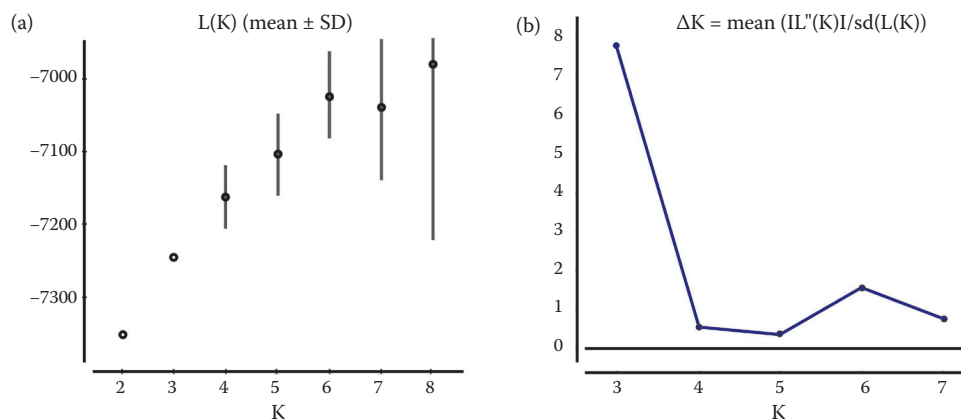 (a)
L(K) (mean ± SD)
–7000
–7100
–7200
–7300
2 3 4 5 6 7 8
K
(b)
ΔK = mean (IL"(K)I/sd(L(K))
8
7
6
5
4
3
2
1
0
3 4 5 6 7
K